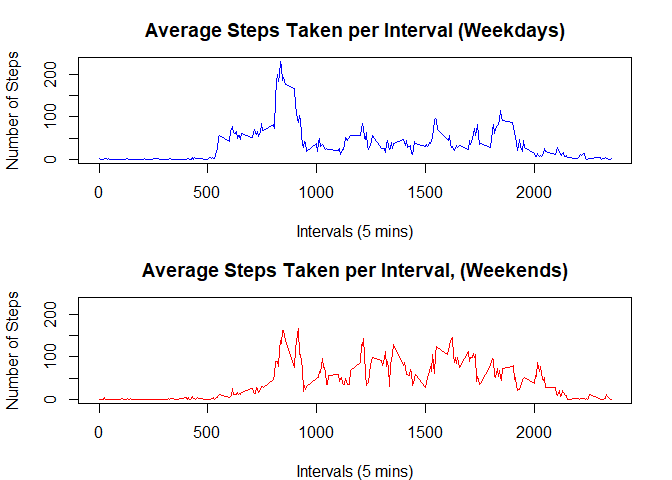 Average Steps Taken per Interval (Weekdays)
Number of Steps
0
100
200
0
500
1000
1500
2000
Intervals (5 mins)
Average Steps Taken per Interval, (Weekends)
Number of Steps
0
100
200
0
500
1000
1500
2000
Intervals (5 mins)